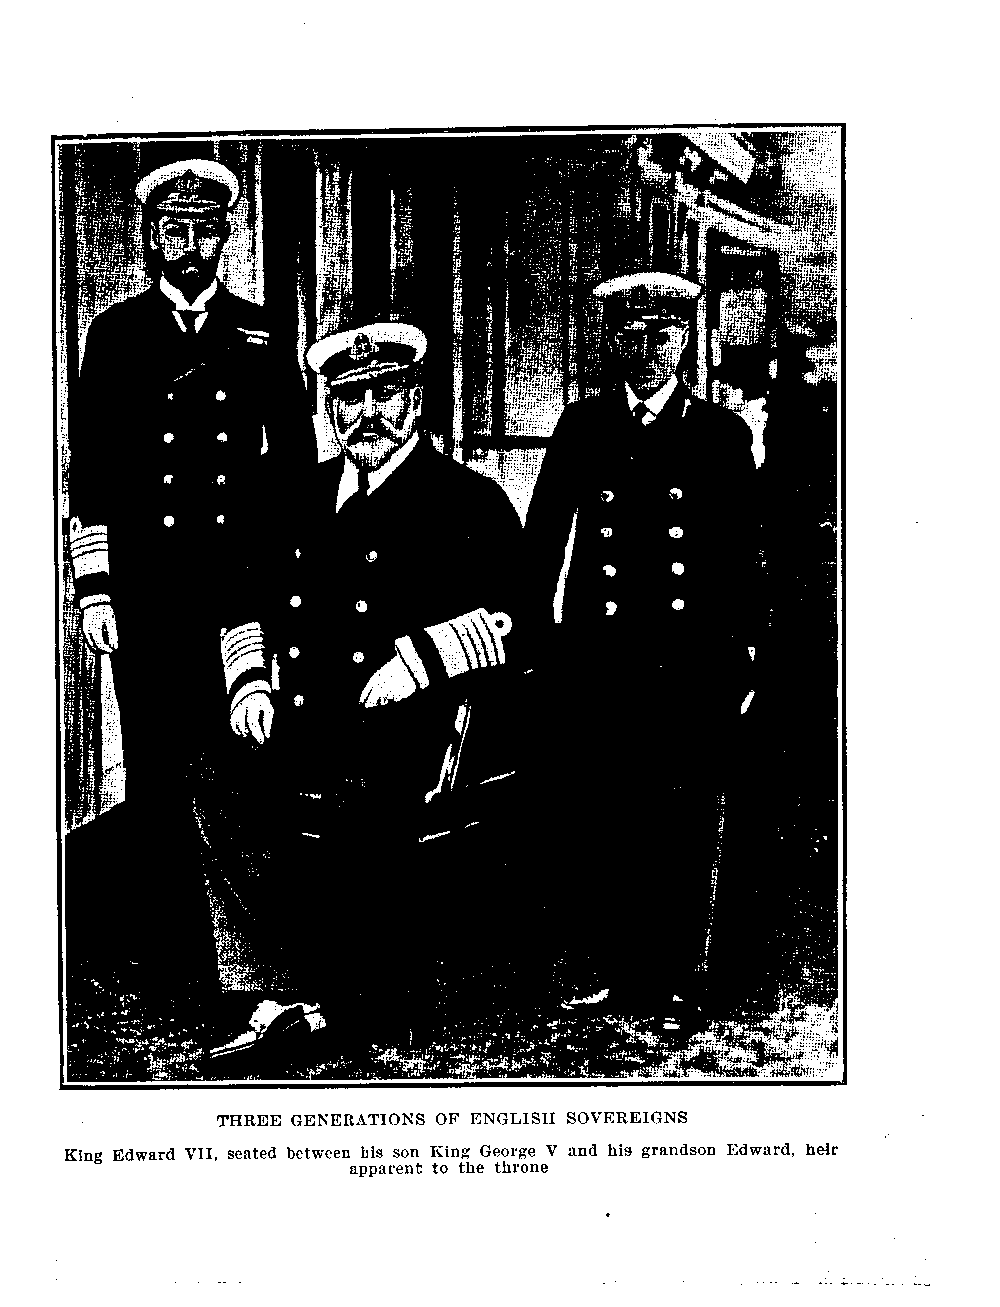 THREE GENERATIONS OF ENGLISH SOVEREIGNS
King Edward VII, seated between his son King George V and his grandson Edward, heir
apparent to the throne